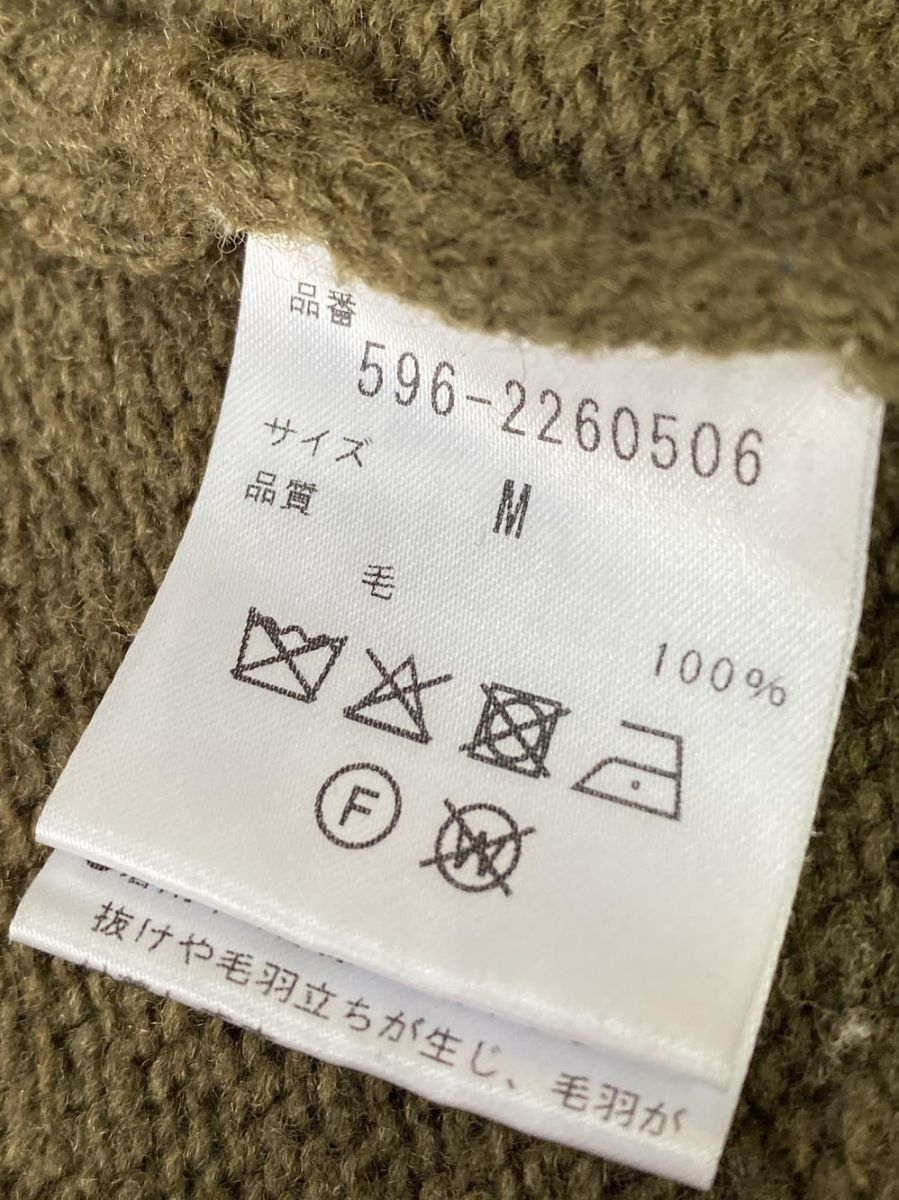 品番
596-2260506
サイズ
M
品質
毛
100%
F
W
抜けや毛羽立ちが生じ、毛羽が